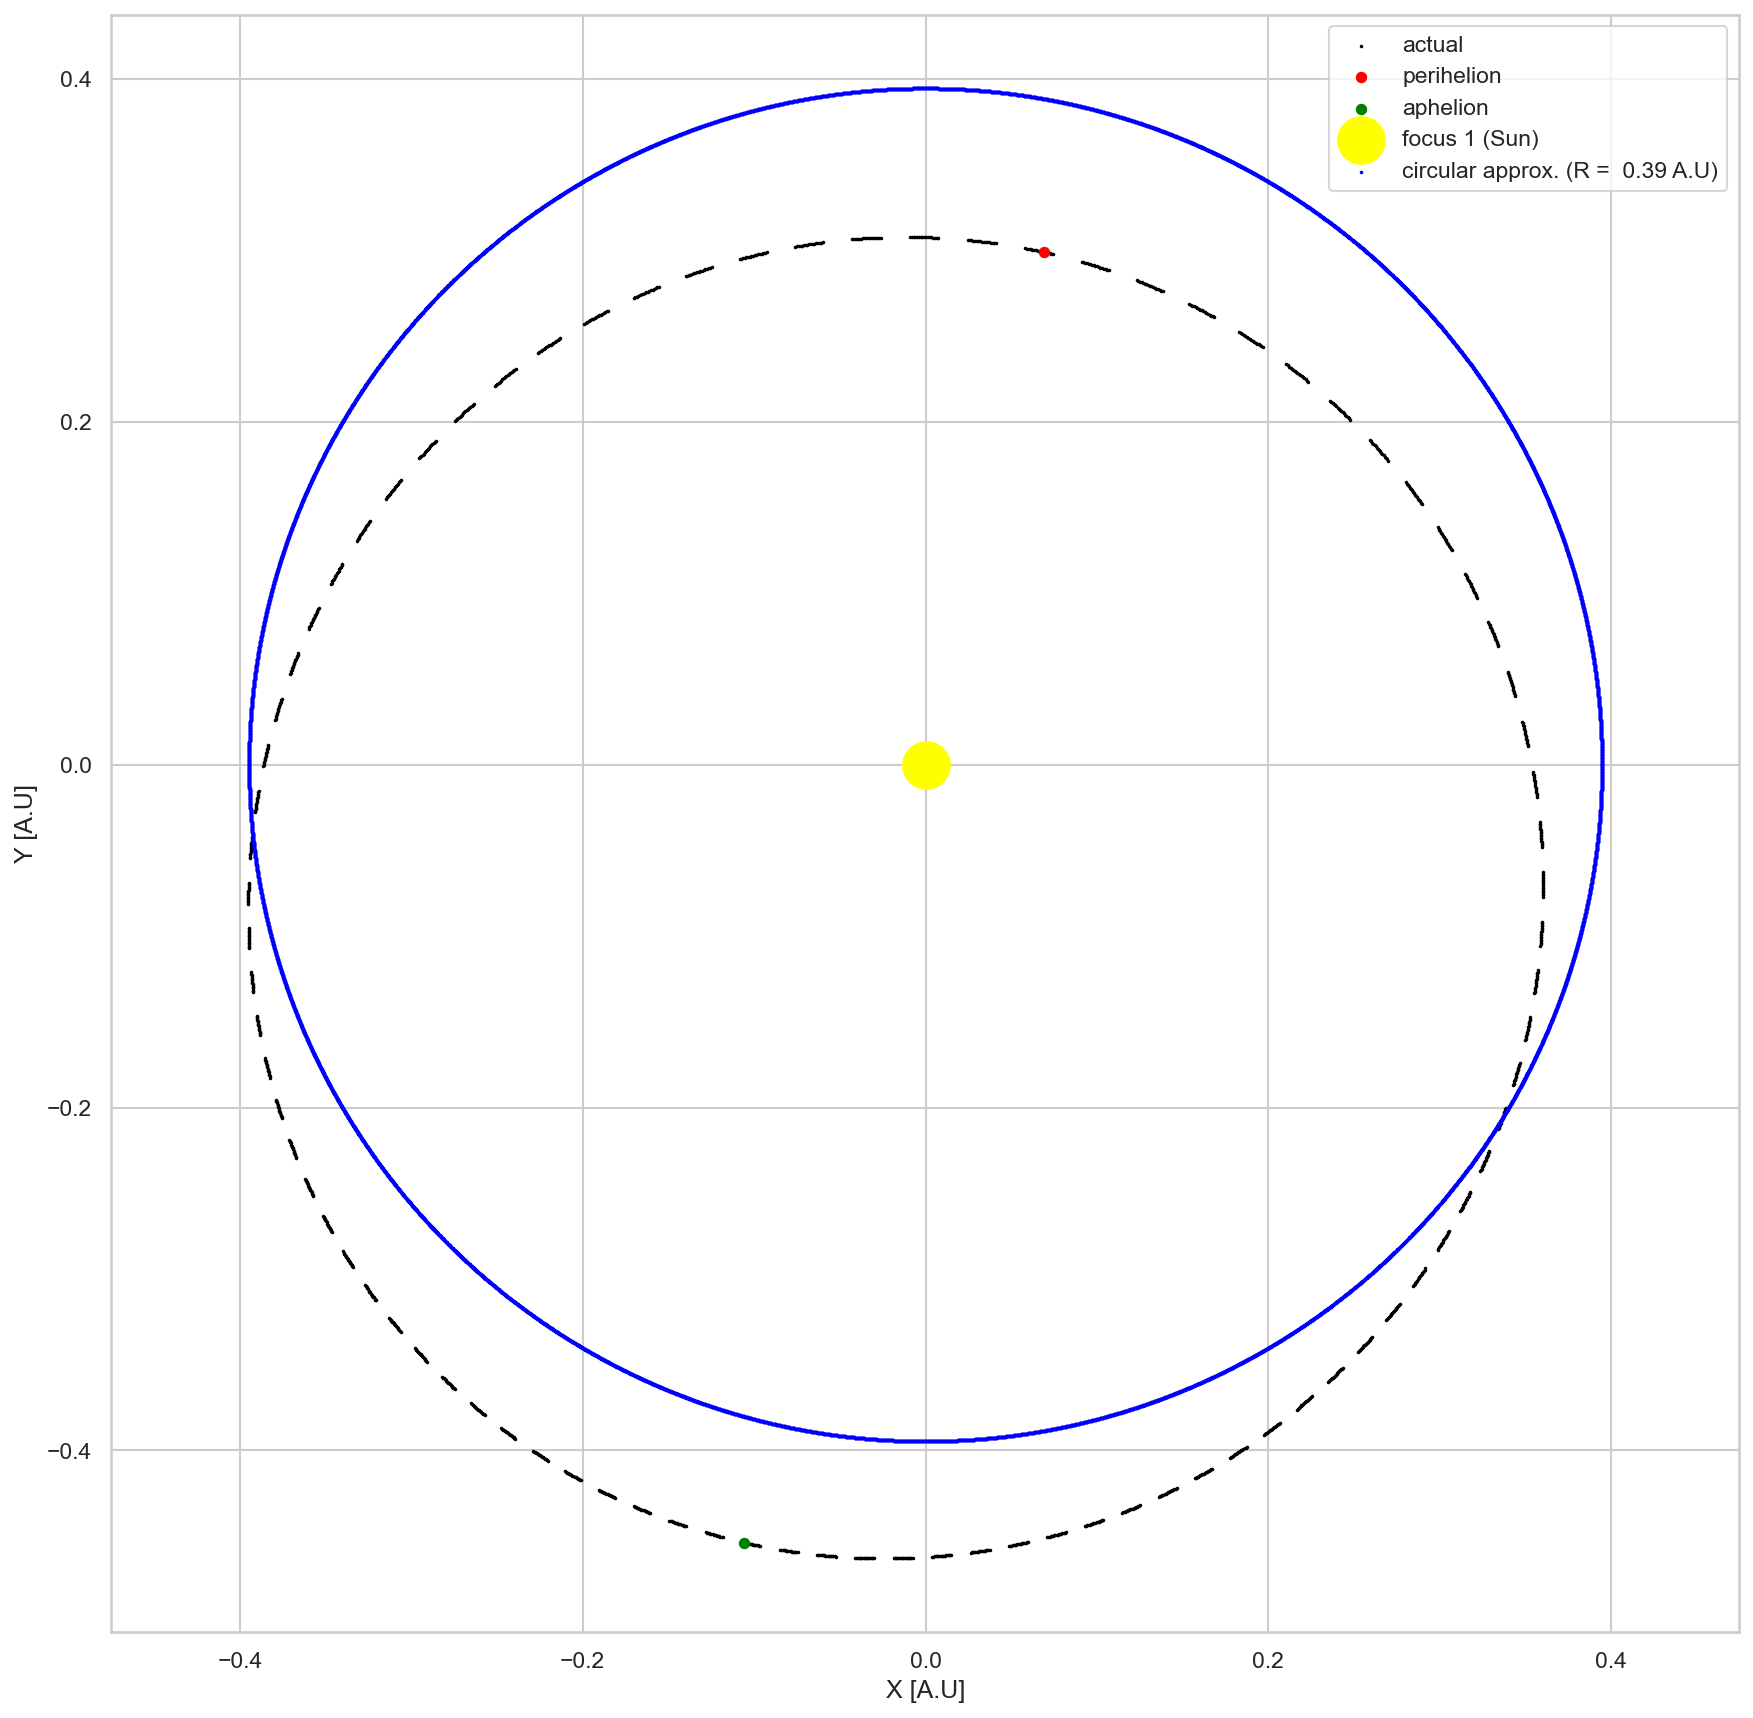 actual
perihelion
aphelion
focus 1 (Sun)
circular approx. (R =  0.39 A.U)
0.4
0.2
0.0
−0.2
−0.4
Y [A.U]
−0.4
−0.2
0.0
0.2
0.4
X [A.U]